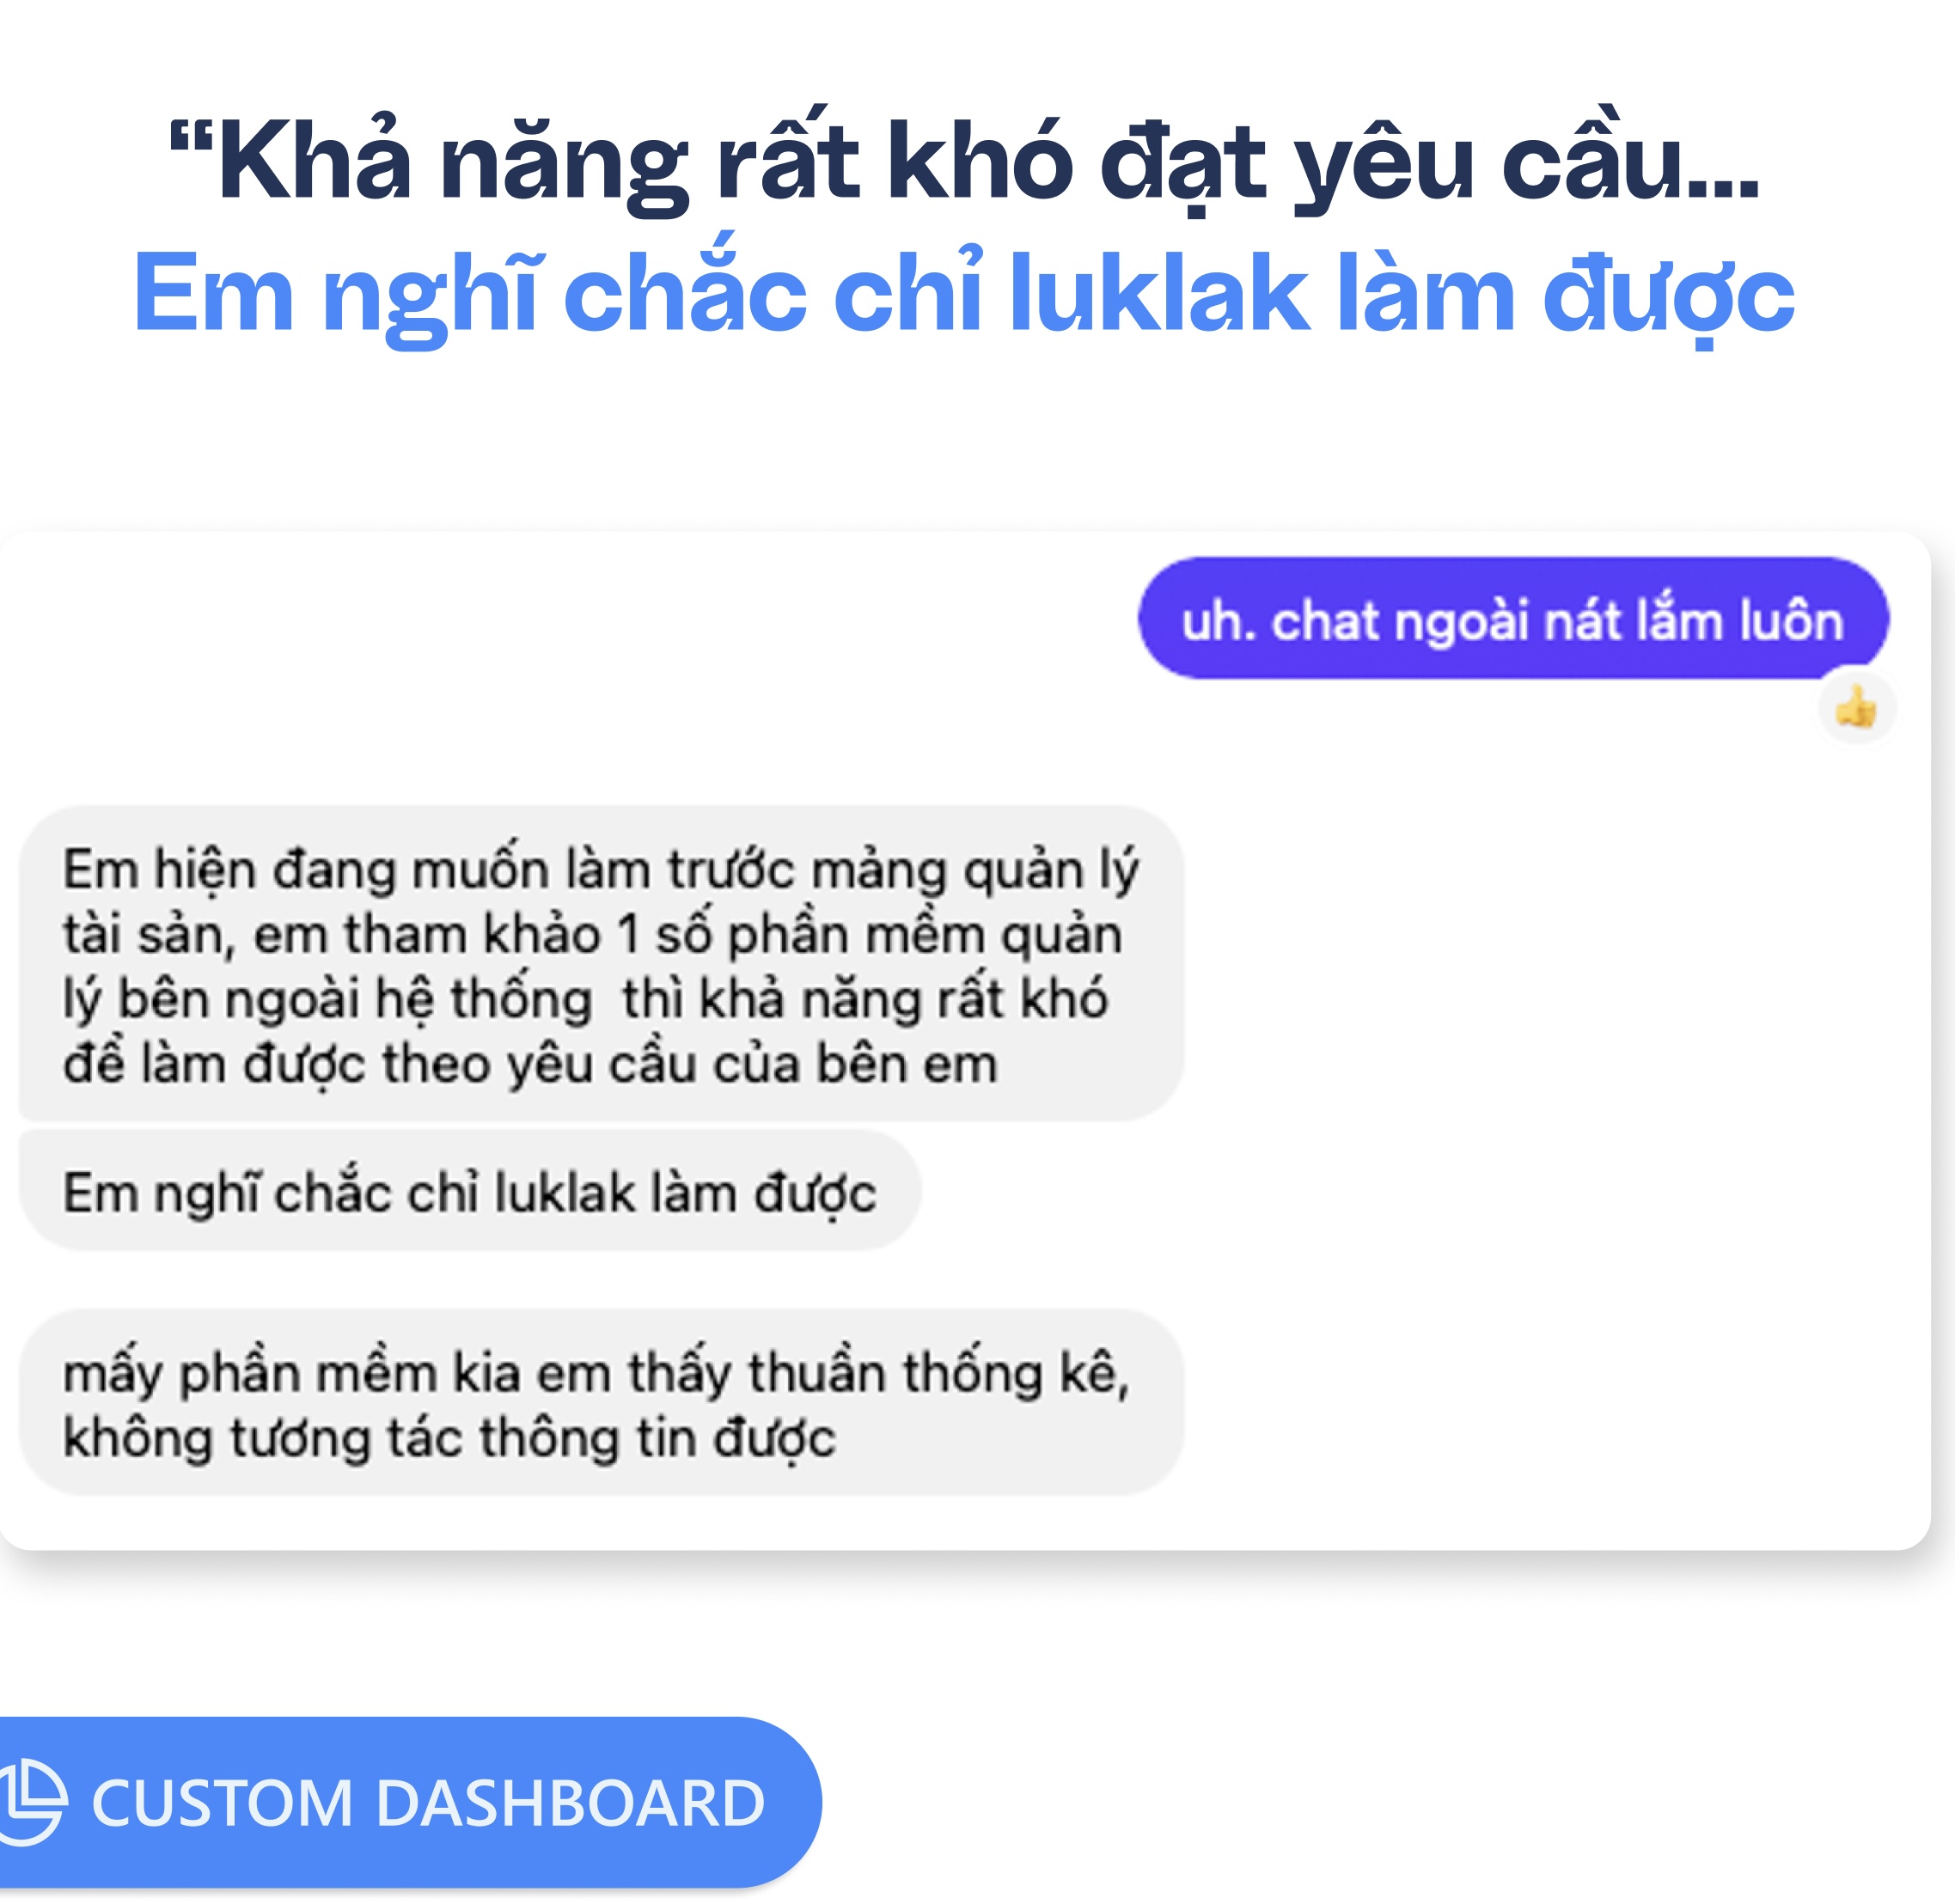 “Khả năng rất khó đạt yêu cầu...
Em nghĩ chắc chỉ luklak làm được
uh. chat ngoài nát lắm luôn
Em hiện đang muốn làm trước mảng quản lý
tài sản, em tham khảo 1 số phần mềm quản
lý bên ngoài hệ thống  thì khả năng rất khó
để làm được theo yêu cầu của bên em
Em nghĩ chắc chỉ luklak làm được
mấy phần mềm kia em thấy thuần thống kê,
không tương tác thông tin được
CUSTOM DASHBOARD